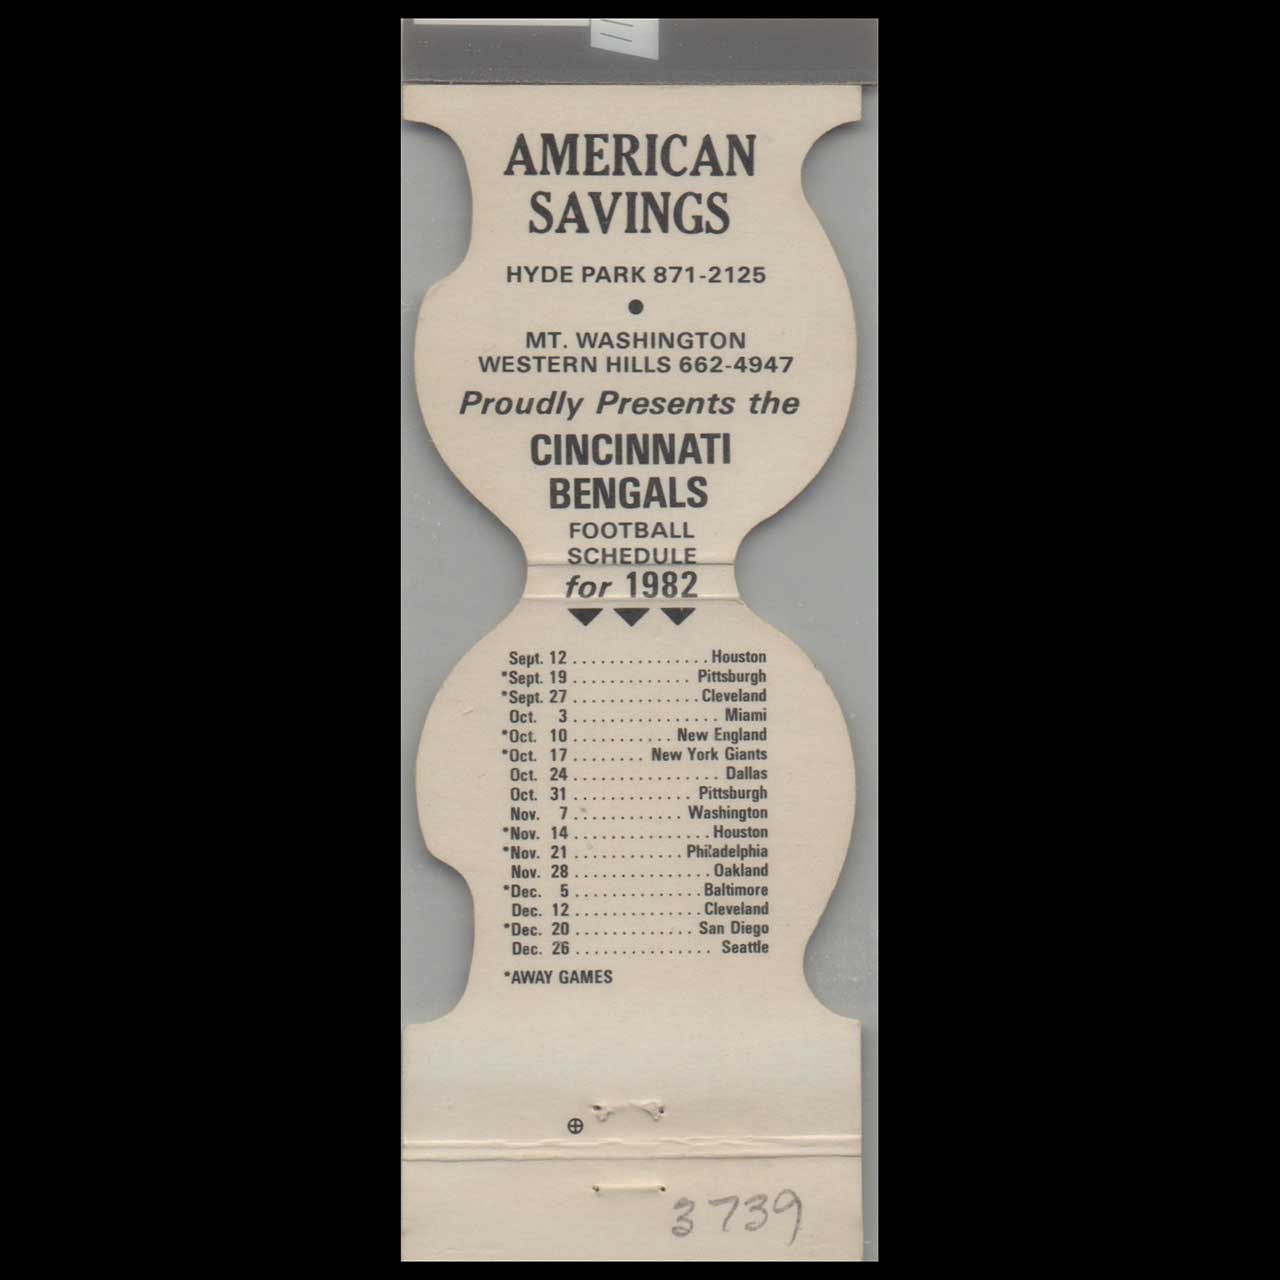 AMERICAN
SAVINGS
HYDE PARK 871-2125
●
MT. WASHINGTON
WESTERN HILLS 662-4947
Proudly Presents the
CINCINNATI
BENGALS
FOOTBALL
SCHEDULE
for 1982
▼ ▼ ▼
Sept. 12 ............... Houston
*Sept. 19 ............. Pittsburgh
*Sept. 27 .............. Cleveland
Oct. 3 ................ Miami
*Oct. 10 ........... New England
*Oct. 17 ........ New York Giants
Oct. 24 ................ Dallas
Oct. 31 ............. Pittsburgh
Nov. 7 ............ Washington
*Nov. 14 ............... Houston
*Nov. 21 ............ Philadelphia
Nov. 28 ............... Oakland
*Dec. 5 .............. Baltimore
Dec. 12 .............. Cleveland
*Dec. 20 ............. San Diego
Dec. 26 ............... Seattle
*AWAY GAMES
3739